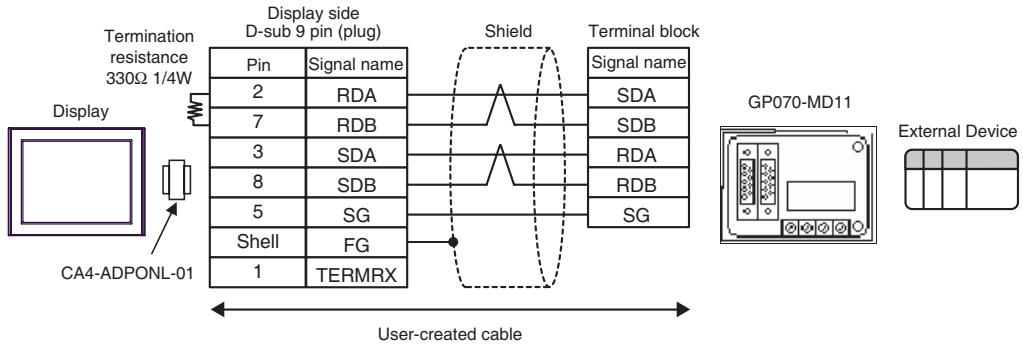 Display side
D-sub 9 pin (plug)
Shield
Terminal block
Termination
resistance
330Ω 1/4W
Pin
Signal name
Signal name
2
RDA
SDA
7
RDB
SDB
3
SDA
RDA
8
SDB
RDB
5
SG
SG
Shell
FG
1
TERMRX
Display
CA4-ADPONL-01
GP070-MD11
External Device
User-created cable